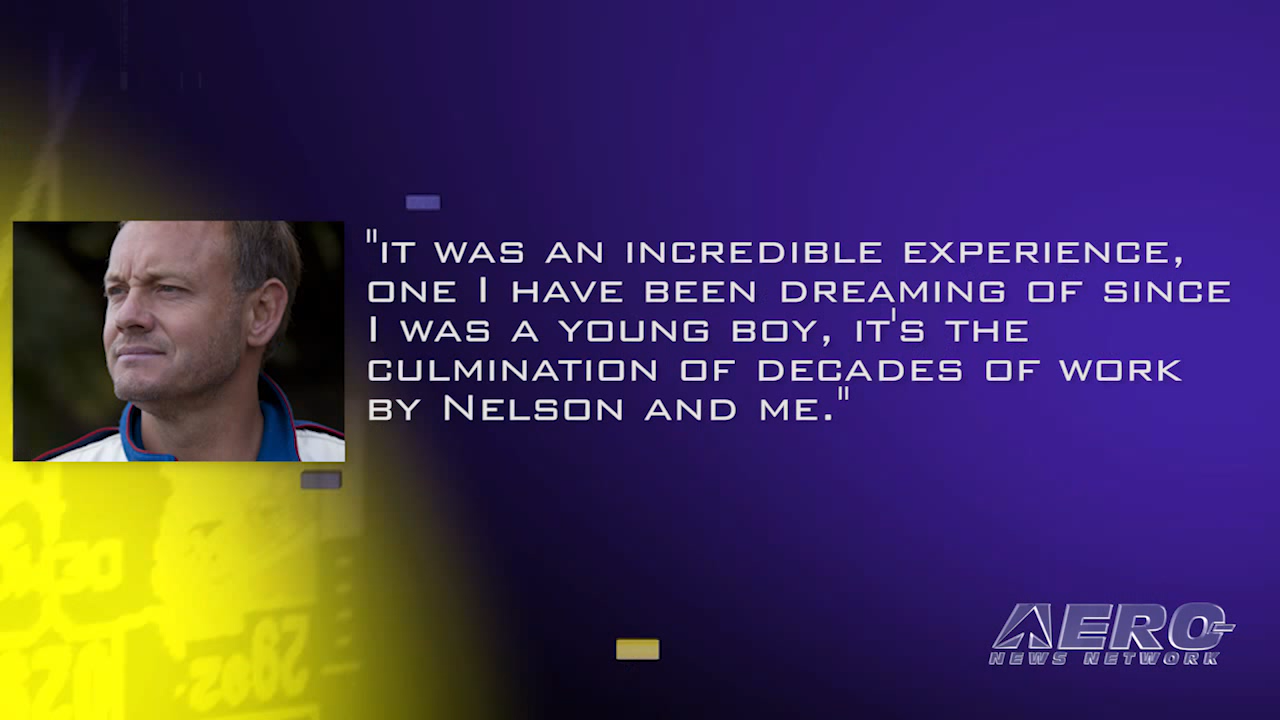 "IT WAS AN INCREDIBLE EXPERIENCE,
ONE I HAVE BEEN DREAMING OF SINCE
I WAS A YOUNG BOY, IT'S THE
CULMINATION OF DECADES OF WORK
BY NELSON AND ME."
AERO
NEWS NETWORK